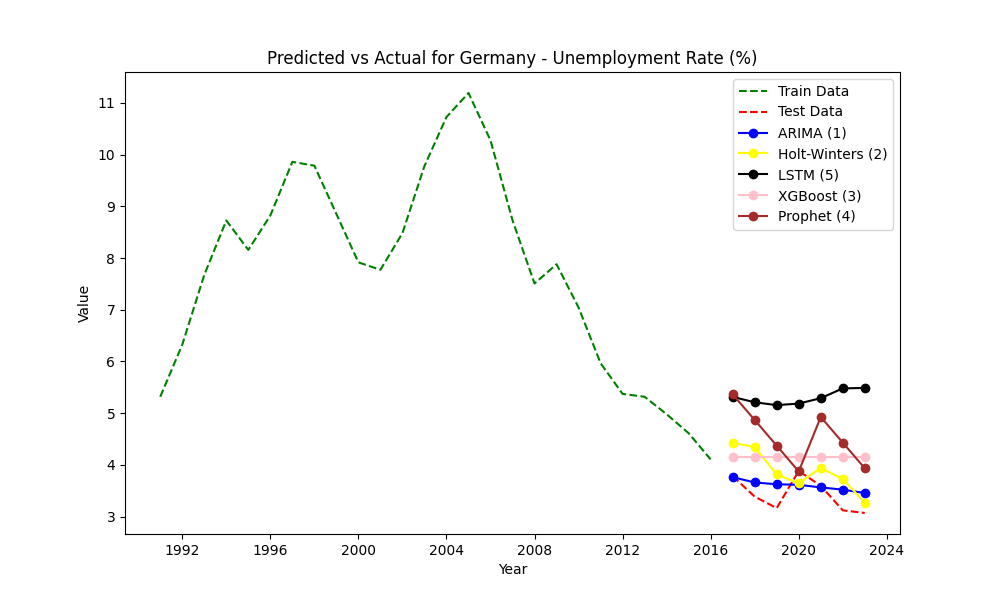 Predicted vs Actual for Germany - Unemployment Rate (%)
Train Data
Test Data
ARIMA (1)
Holt-Winters (2)
LSTM (5)
XGBoost (3)
Prophet (4)
11
10
9
8
7
6
5
4
3
Value
1992 1996 2000 2004 2008 2012 2016 2020 2024
Year